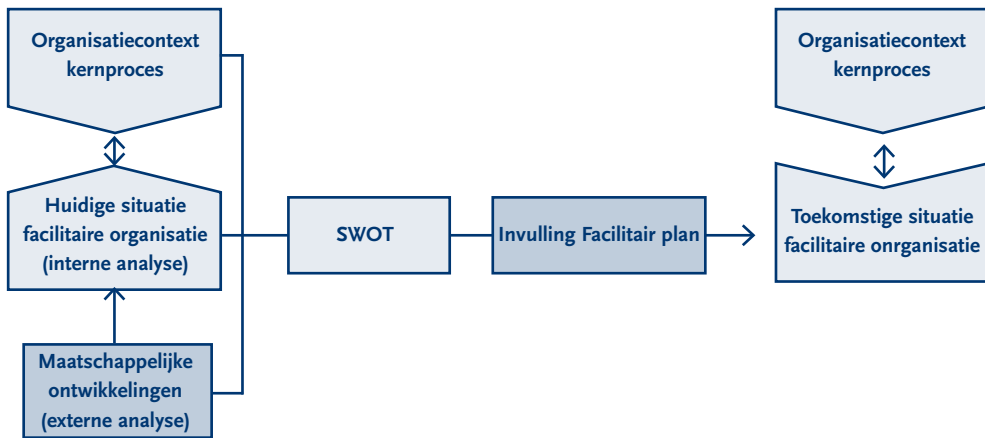 Organisatiecontext
kernproces
Huidige situatie
facilitaire organisatie
(interne analyse)
Maatschappelijke
ontwikkelingen
(externe analyse)
SWOT
Invulling Facilitair plan
Organisatiecontext
kernproces
Toekomstige situatie
facilitaire onrganisatie